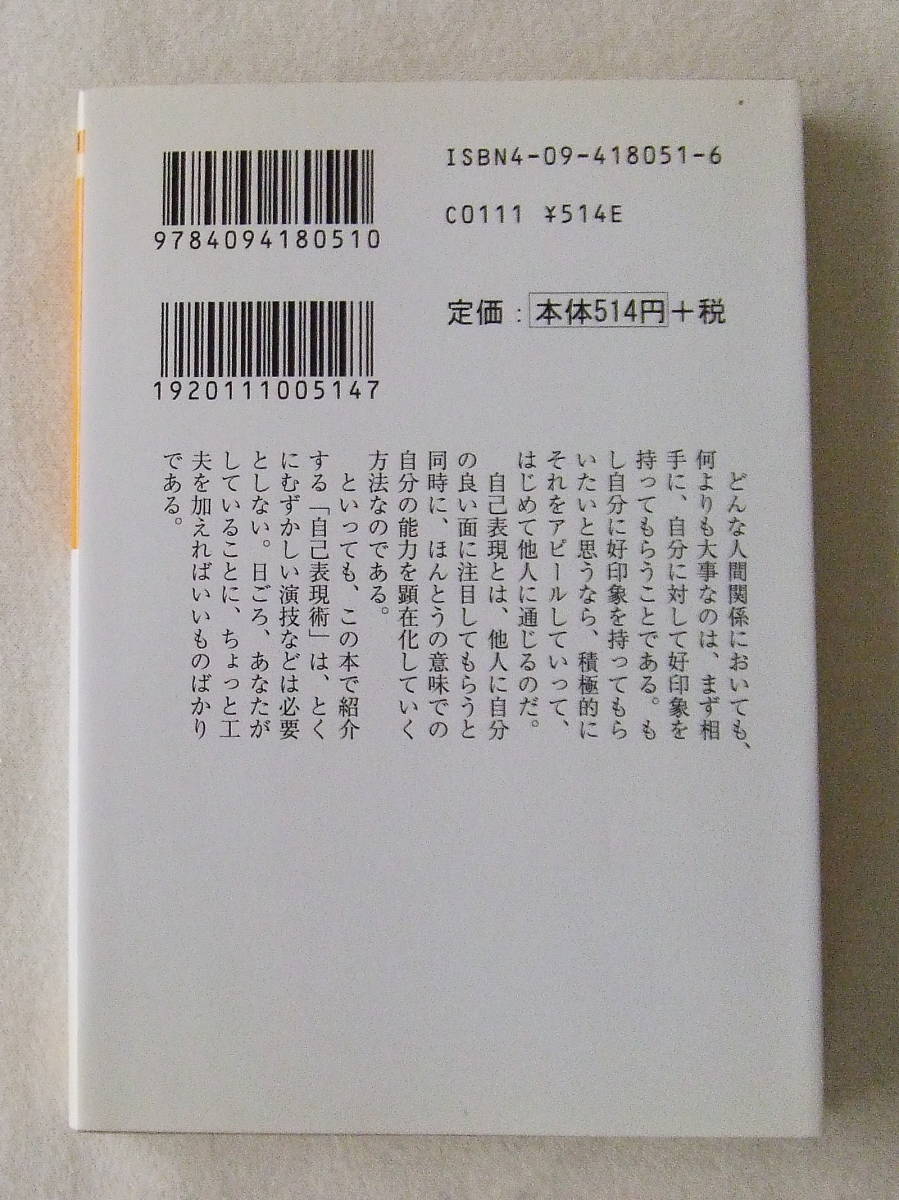 ISBN4-09-418051-6
C0111 ¥514E
9784094180510
定価：本体514円＋税
1920111005147
どんな人間関係においても、
何よりも大事なのは、まず相
手に、自分に対して好印象を
持ってもらうことである。も
し自分に好印象を持ってもら
いたいと思うなら、積極的に
それをアピールしていって、
はじめて他人に通じるのだ。
自己表現とは、他人に自分
の良い面に注目してもらうと
同時に、ほんとうの意味での
自分の能力を顕在化していく
方法なのである。
といっても、この本で紹介
する「自己表現術」は、とく
にむずかしい演技などは必要
としない。日ごろ、あなたが
していることに、ちょっと工
夫を加えればいいものばかり
である。